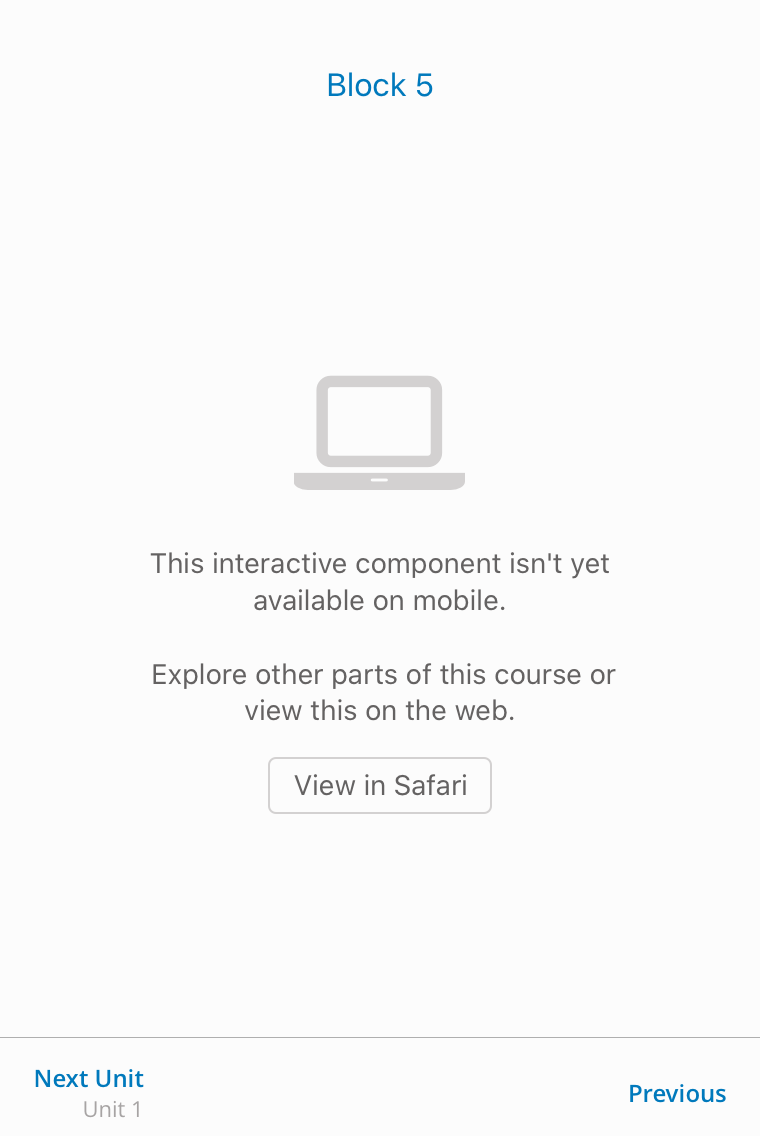 Block 5
This interactive component isn't yet
available on mobile.
Explore other parts of this course or
view this on the web.
View in Safari
Next Unit
Unit 1
Previous